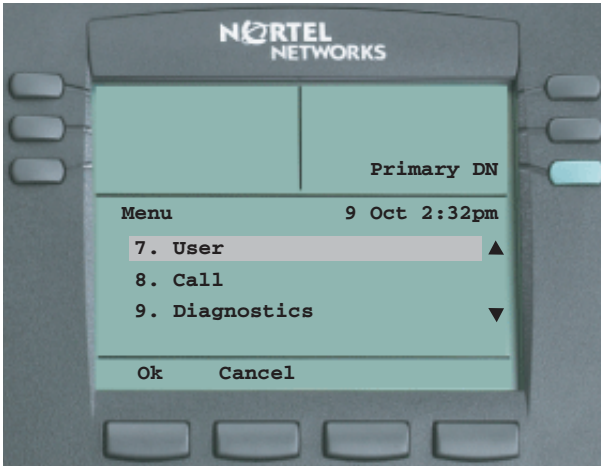 NORTEL
NETWORKS
Primary DN
Menu 9 Oct 2:32pm
7. User
8. Call
9. Diagnostics
Ok Cancel